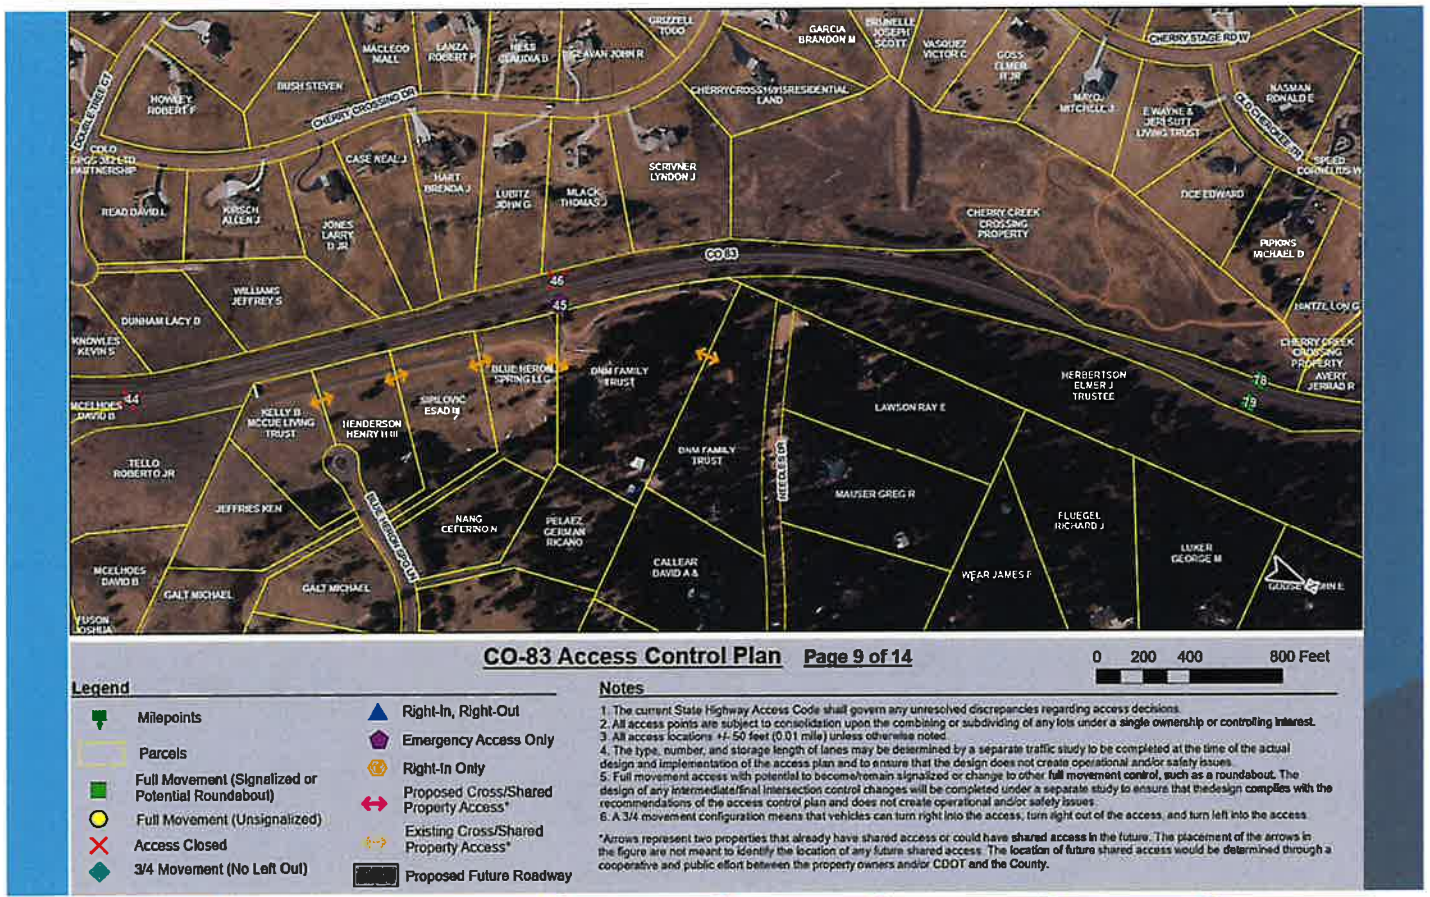 GRIZZELL
TODD
GARCIA
BRANDON M
BRUNELLE
JOSEPH
SCOTT
VASQUEZ
VICTOR C
GOSS
ELMER
R JR
CHERRY STAGE RD W
MACLEOD
NIALL
LANZA
ROBERT P
HESS
CLAUDIA B
DEAVAN JOHN R
BUSH STEVEN
HOWLEY
ROBERT F
CHERRY CROSSING DR
CHERRYCROSS16915RESIDENTIAL
LAND
MAYO
MITCHELL J
E WAYNE &
JERI SUTT
LIVING TRUST
NASMAN
RONALD E
OLD CHEROKEE TR
SPEED
CORNELIUS W
COLO
SPGS 382 LTD
PARTNERSHIP
CASE NEAL J
HART
BRENDA J
SCRIVNER
LYNDON J
READ DAVID L
KIRSCH
ALLEN J
JONES
LARRY
D JR
LUBITZ
JOHN G
MLACK
THOMAS J
DICE EDWARD
CHERRY CREEK
CROSSING
PROPERTY
PIPKINS
MICHAEL D
CO 83
WILLIAMS
JEFFREY S
46
45
HINTZE LON G
DUNHAM LACY D
KNOWLES
KEVIN S
CHERRY CREEK
CROSSING
PROPERTY
AVERY
JERRAD R
BLUE HERON
SPRING LLC
DNM FAMILY
TRUST
HERBERTSON
ELMER J
TRUSTEE
78
79
44
MCELHOES
DAVID B
KELLY B
MCCUE LIVING
TRUST
HENDERSON
HENRY H III
SIPILOVIC
ESAD
LAWSON RAY E
TELLO
ROBERTO JR
DNM FAMILY
TRUST
NEEDLES DR
MAUSER GREG R
JEFFRIES KEN
BLUE HERON SPG LN
NANG
CEFERINO N
PELAEZ
GERMAN
RICANO
FLUEGEL
RICHARD J
LUKER
GEORGE M
MCELHOES
DAVID B
GALT MICHAEL
GALT MICHAEL
CALLEAR
DAVID A &
WEAR JAMES F
YUSON
JOSHUA
CO-83 Access Control Plan Page 9 of 14
0 200 400 800 Feet
Legend
Milepoints
Parcels
Full Movement (Signalized or
Potential Roundabout)
Full Movement (Unsignalized)
Access Closed
3/4 Movement (No Left Out)
Right-In, Right-Out
Emergency Access Only
Right-In Only
Proposed Cross/Shared
Property Access*
Existing Cross/Shared
Property Access*
Proposed Future Roadway
Notes
1. The current State Highway Access Code shall govern any unresolved discrepancies regarding access decisions.
2. All access points are subject to consolidation upon the combining or subdividing of any lots under a single ownership or controlling interest.
3. All access locations +/- 50 feet (0.01 mile) unless otherwise noted.
4. The type, number, and storage length of lanes may be determined by a separate traffic study to be completed at the time of the actual
design and implementation of the access plan and to ensure that the design does not create operational and/or safety issues.
5. Full movement access with potential to become/remain signalized or change to other full movement control, such as a roundabout. The
design of any intermediate/final intersection control changes will be completed under a separate study to ensure that thedesign complies with the
recommendations of the access control plan and does not create operational and/or safety issues.
6. A 3/4 movement configuration means that vehicles can turn right into the access, turn right out of the access, and turn left into the access.
*Arrows represent two properties that already have shared access or could have shared access in the future. The placement of the arrows in
the figure are not meant to identify the location of any future shared access. The location of future shared access would be determined through a
cooperative and public effort between the property owners and/or CDOT and the County.